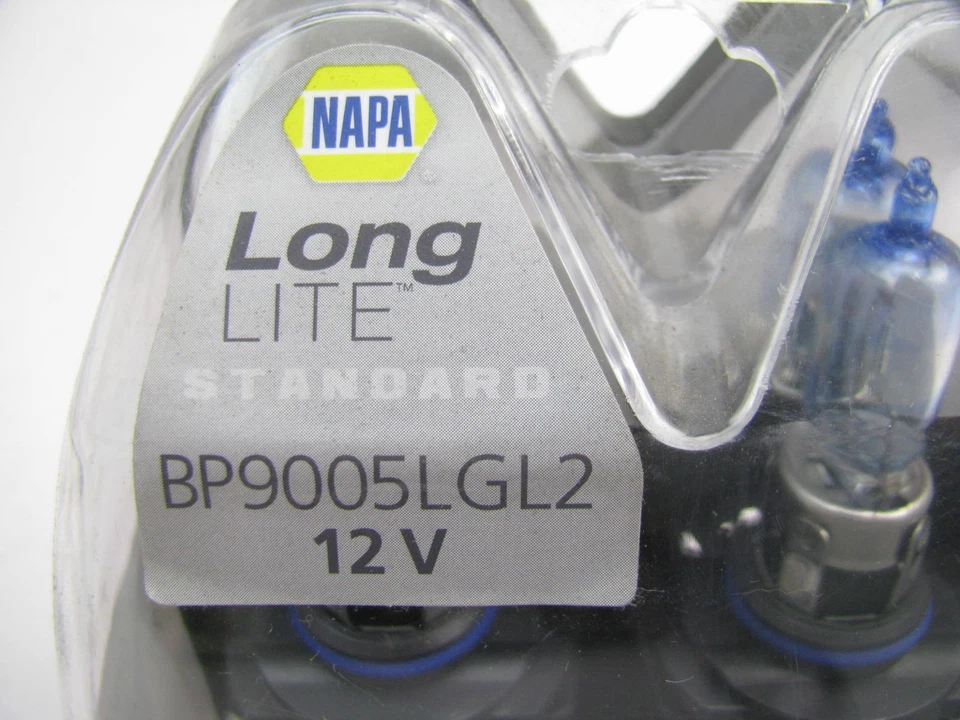 NAPA
®
Long
LITE™
STANDARD
BP9005LGL2
12 V